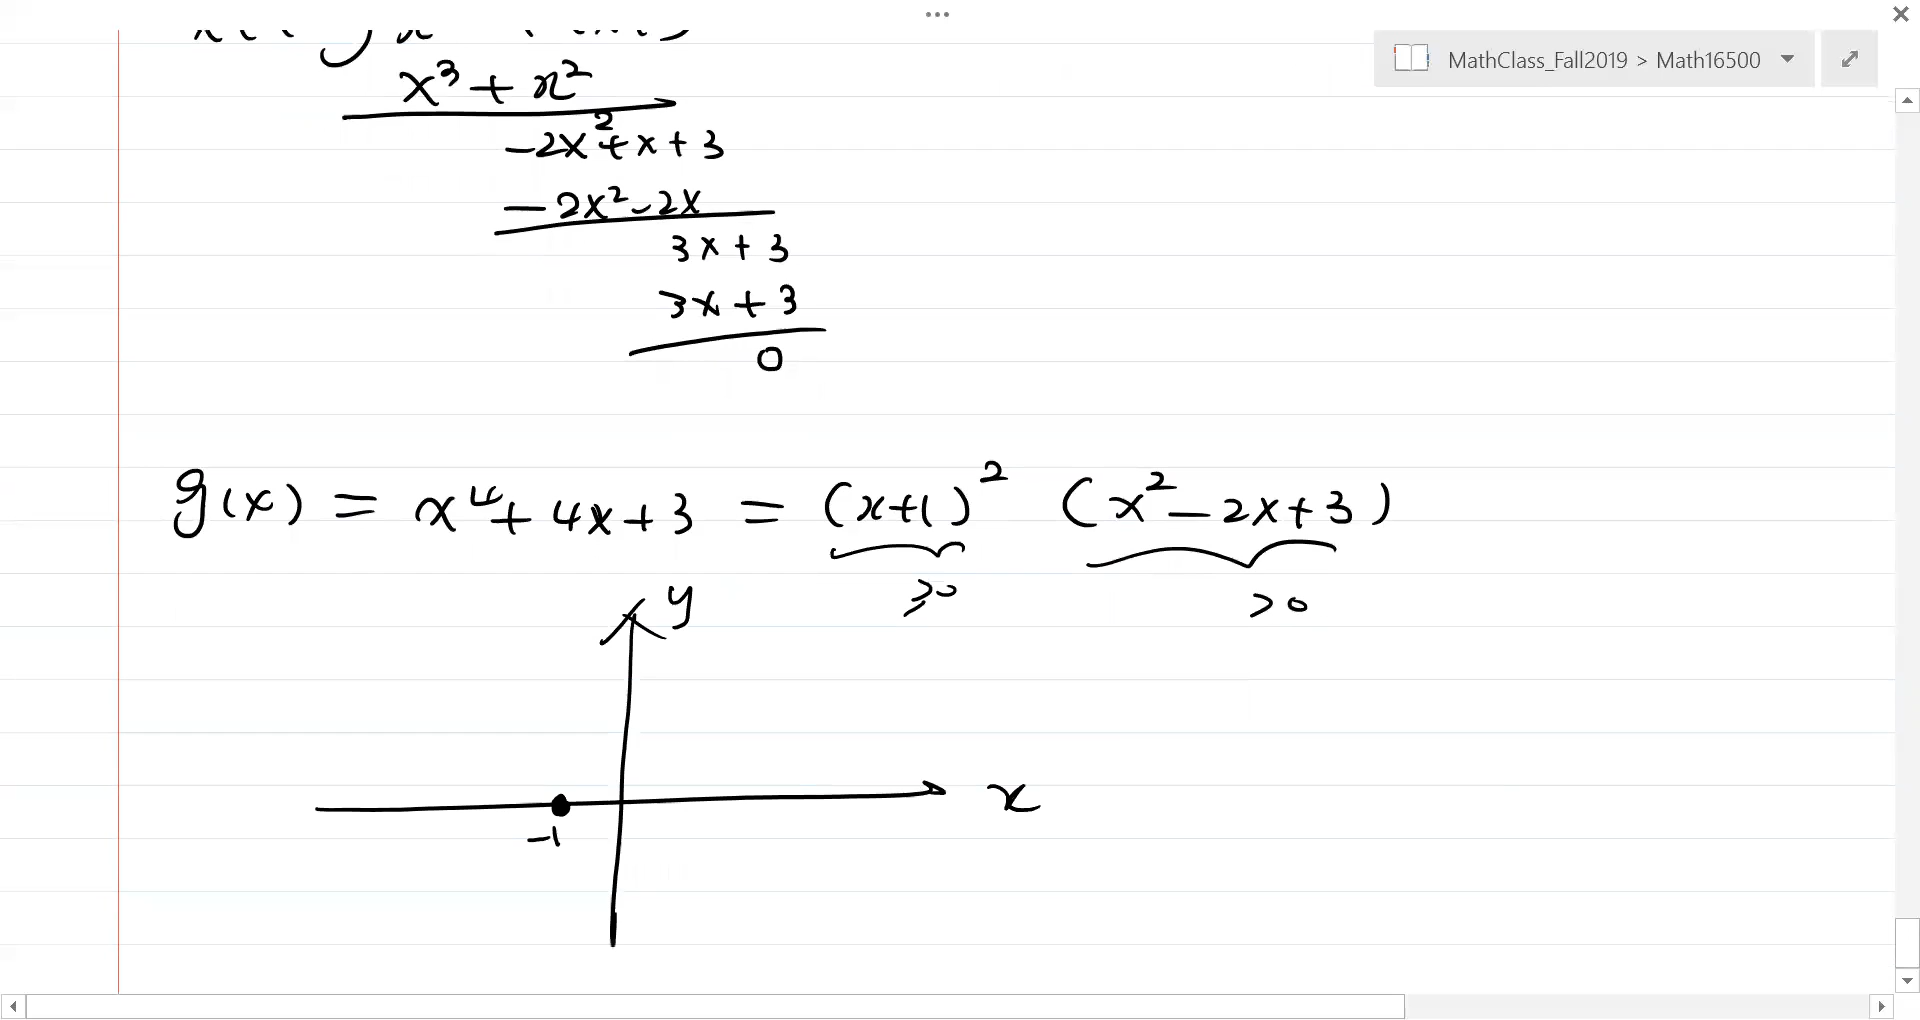 MathClass_Fall2019 > Math16500
x³ + x²
-2x² + x + 3
-2x² - 2x
3x + 3
3x + 3
0
g(x) = x⁴ + 4x + 3 = (x+1)² (x² - 2x + 3)
≥0 >0
y
x
-1